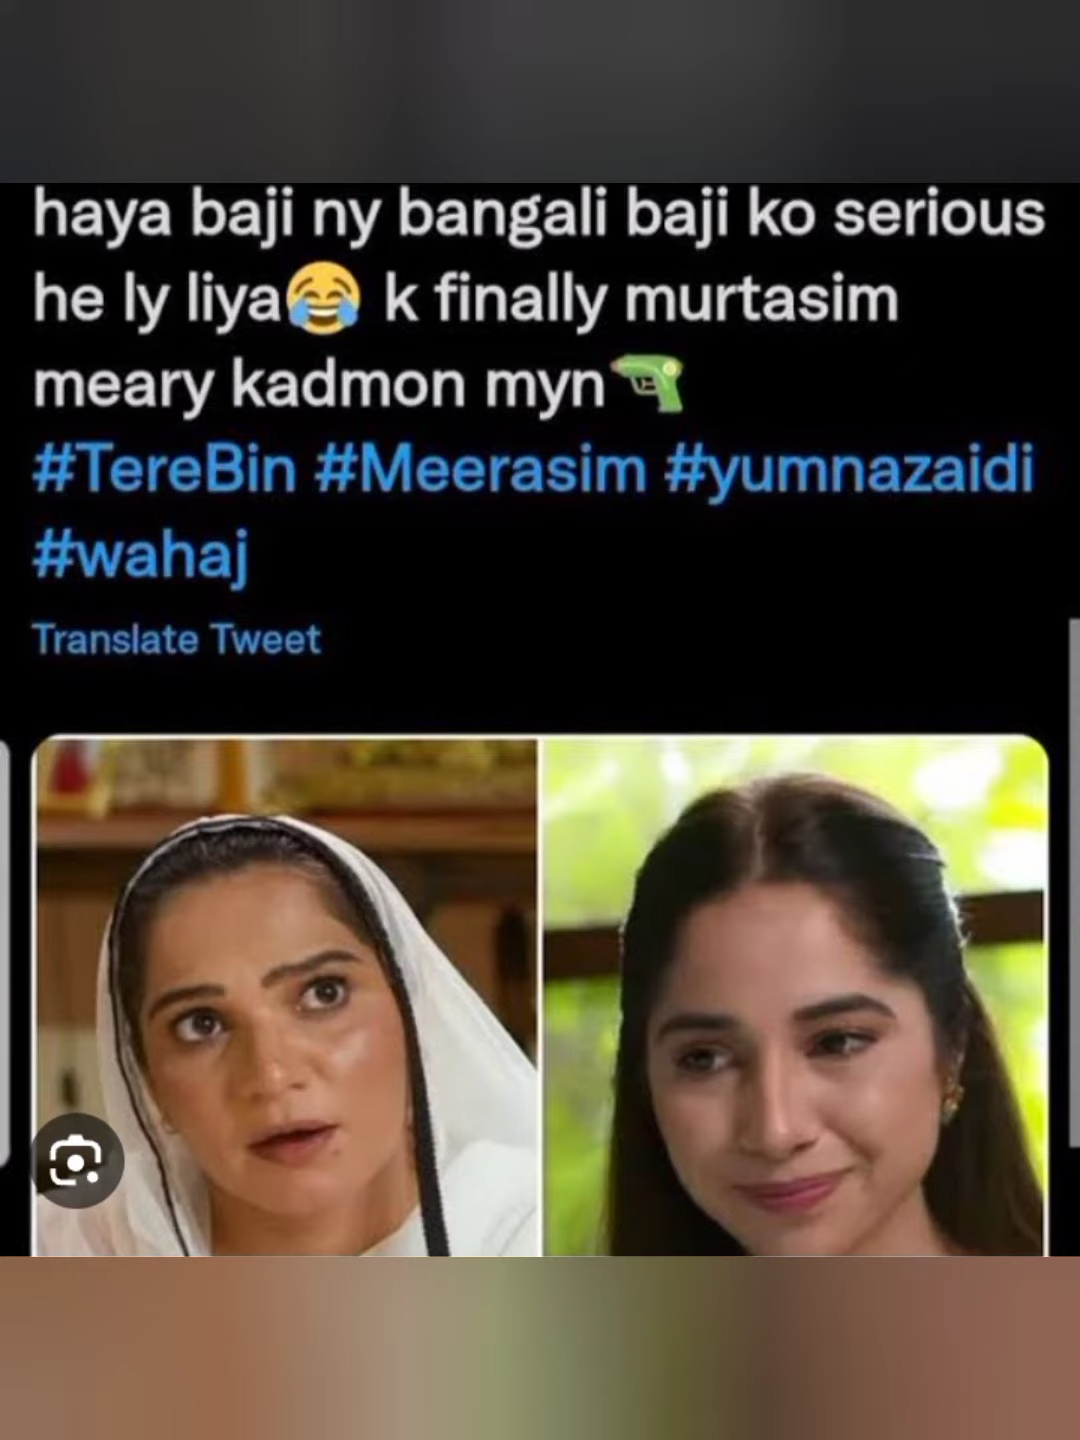 haya baji ny bangali baji ko serious
he ly liya😂 k finally murtasim
meary kadmon myn🔫
#TereBin #Meerasim #yumnazaidi
#wahaj
Translate Tweet